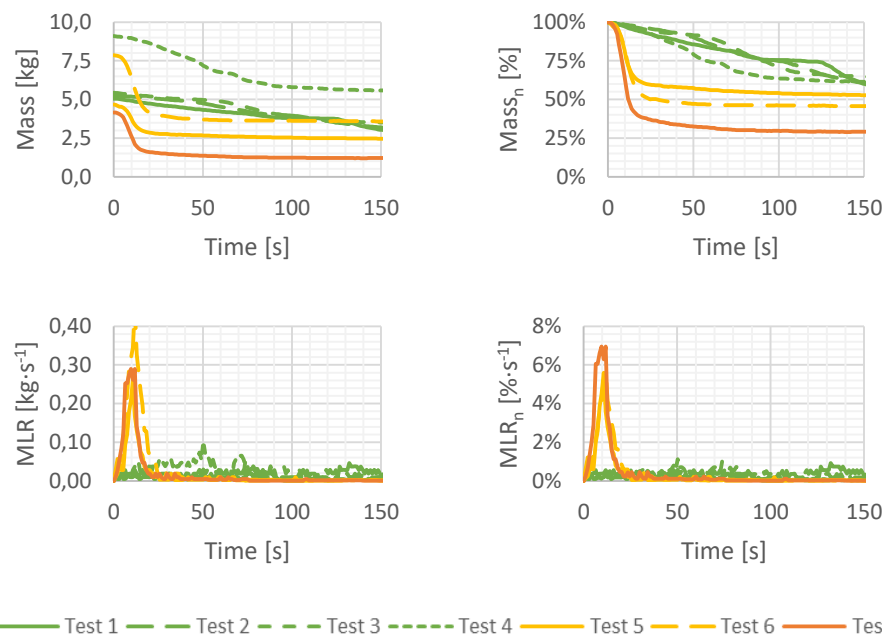 10,0
7,5
5,0
2,5
0,0
Mass [kg]
0 50 100 150
Time [s]
100%
75%
50%
25%
0%
Massₙ [%]
0 50 100 150
Time [s]
0,40
0,30
0,20
0,10
0,00
MLR [kg·s⁻¹]
0 50 100 150
Time [s]
8%
6%
4%
2%
0%
MLRₙ [%·s⁻¹]
0 50 100 150
Time [s]
Test 1 Test 2 Test 3 Test 4 Test 5 Test 6 Tes